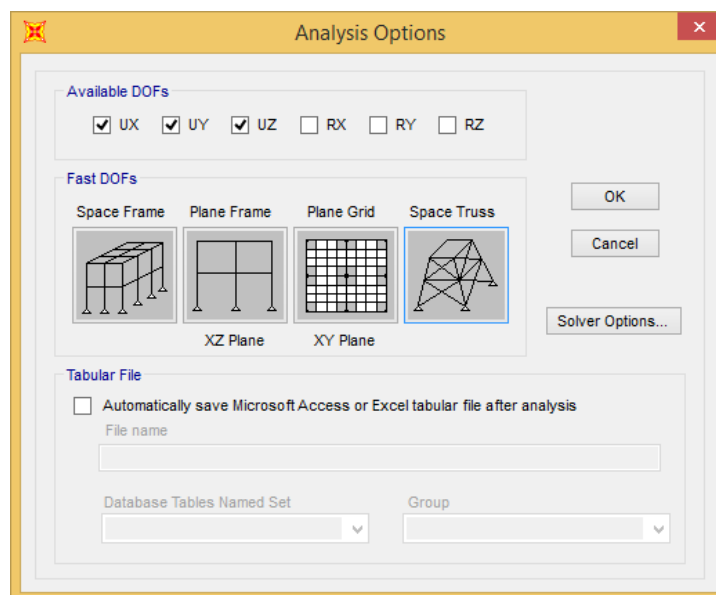 Analysis Options
Available DOFs
UX UY UZ RX RY RZ
Fast DOFs
Space Frame Plane Frame Plane Grid Space Truss
XZ Plane XY Plane
OK
Cancel
Solver Options...
Tabular File
Automatically save Microsoft Access or Excel tabular file after analysis
File name
Database Tables Named Set Group